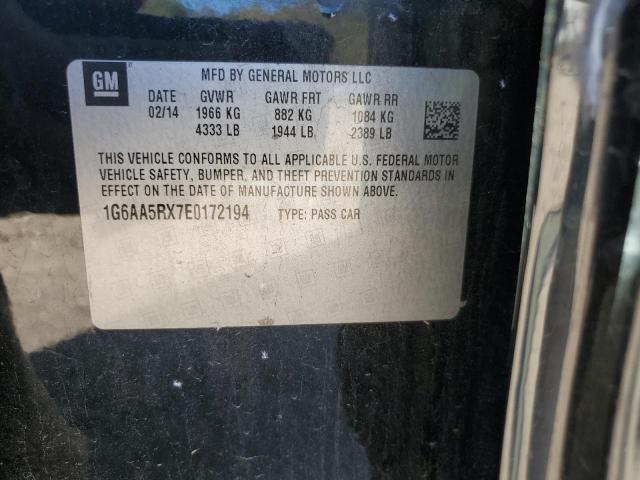 GM
MFD BY GENERAL MOTORS LLC
DATE GVWR GAWR FRT GAWR RR
02/14 1966 KG 882 KG 1084 KG
4333 LB 1944 LB 2389 LB
THIS VEHICLE CONFORMS TO ALL APPLICABLE U.S. FEDERAL MOTOR
VEHICLE SAFETY, BUMPER, AND THEFT PREVENTION STANDARDS IN
EFFECT ON THE DATE OF MANUFACTURE SHOWN ABOVE.
1G6AA5RX7E0172194 TYPE: PASS CAR